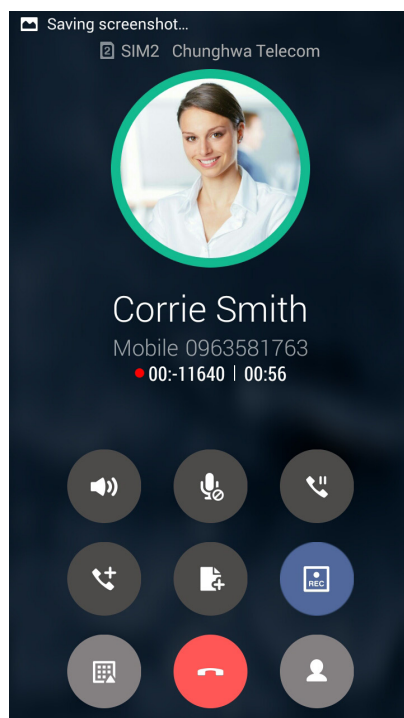 Saving screenshot...
2 SIM2 Chunghwa Telecom
Corrie Smith
Mobile 0963581763
00:-11640 | 00:56
REC